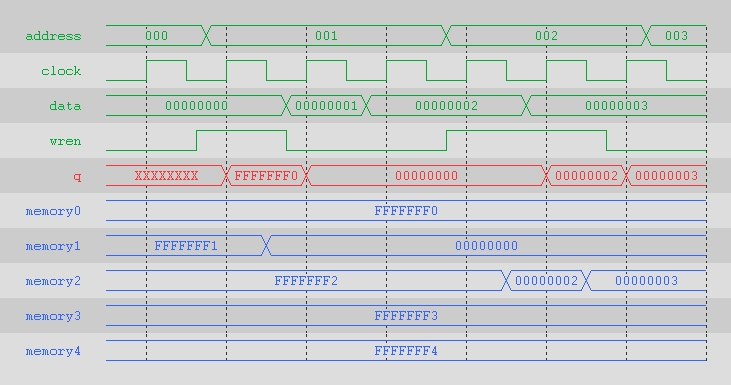 address 000 001 002 003
clock
data 00000000 00000001 00000002 00000003
wren
q XXXXXXXX FFFFFFF0 00000000 00000002 00000003
memory0 FFFFFFF0
memory1 FFFFFFF1 00000000
memory2 FFFFFFF2 00000002 00000003
memory3 FFFFFFF3
memory4 FFFFFFF4